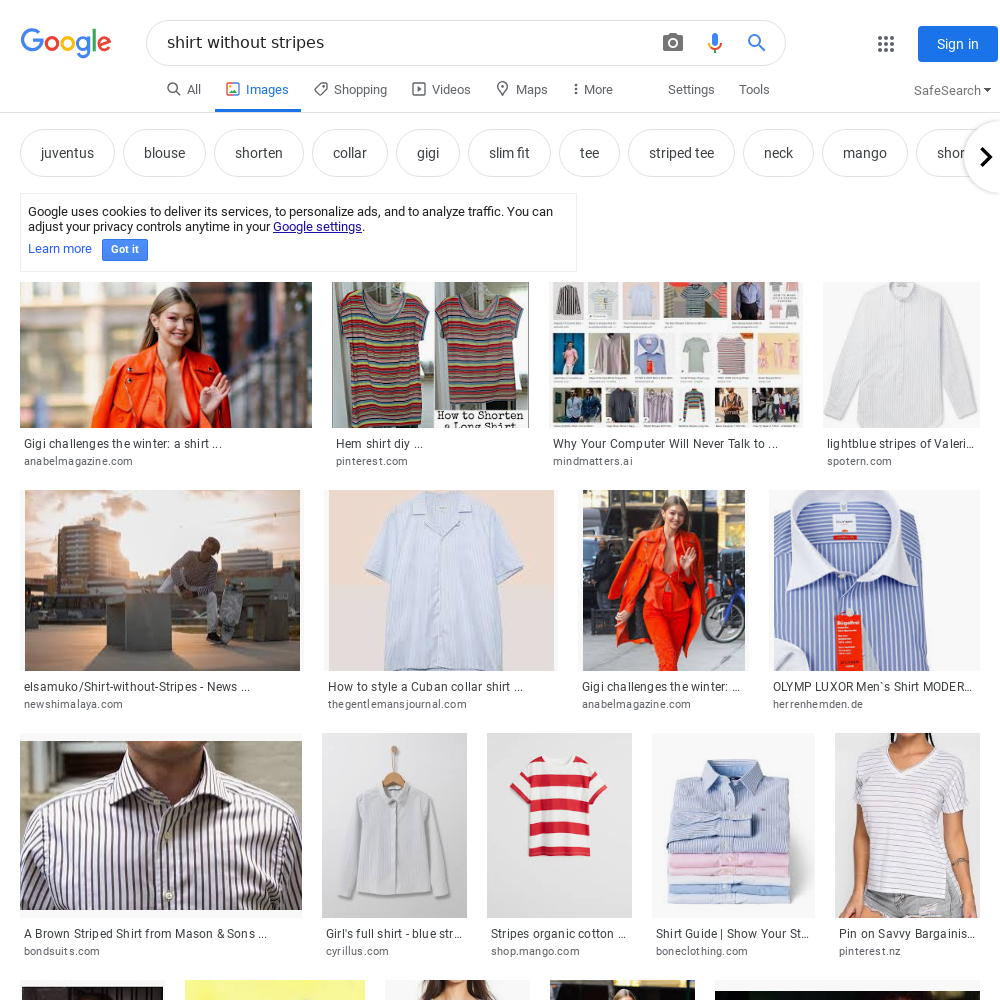 Google
shirt without stripes
Sign in
All
Images
Shopping
Videos
Maps
More
Settings
Tools
SafeSearch
juventus
blouse
shorten
collar
gigi
slim fit
tee
striped tee
neck
mango
Google uses cookies to deliver its services, to personalize ads, and to analyze traffic. You can
adjust your privacy controls anytime in your Google settings.
Learn more
Got it
How to Shorten
a Long Shirt
Gigi challenges the winter: a shirt ...
anabelmagazine.com
Hem shirt diy ...
pinterest.com
Why Your Computer Will Never Talk to ...
mindmatters.ai
lightblue stripes of Valeri...
spotern.com
Bügelfrei
elsamuko/Shirt-without-Stripes - News ...
newshimalaya.com
How to style a Cuban collar shirt ...
thegentlemansjournal.com
Gigi challenges the winter: ...
anabelmagazine.com
OLYMP LUXOR Men`s Shirt MODER...
herrenhemden.de
A Brown Striped Shirt from Mason & Sons ...
bondsuits.com
Girl's full shirt - blue str...
cyrillus.com
Stripes organic cotton ...
shop.mango.com
Shirt Guide | Show Your St...
boneclothing.com
Pin on Savvy Bargainis...
pinterest.nz